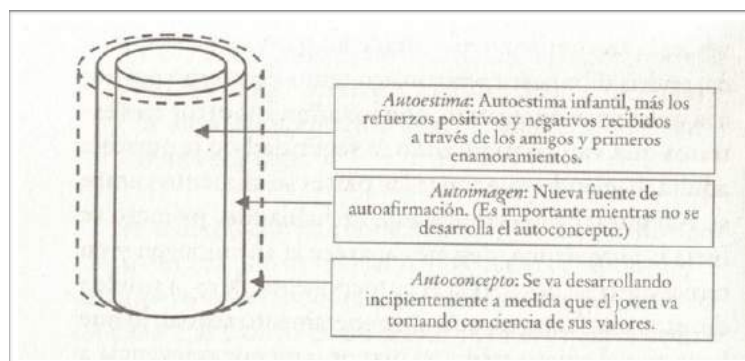 Autoestima: Autoestima infantil, más los
refuerzos positivos y negativos recibidos
a través de los amigos y primeros
enamoramientos.
Autoimagen: Nueva fuente de
autoafirmación. (Es importante mientras no se
desarrolla el autoconcepto.)
Autoconcepto: Se va desarrollando
incipientemente a medida que el joven va
tomando conciencia de sus valores.